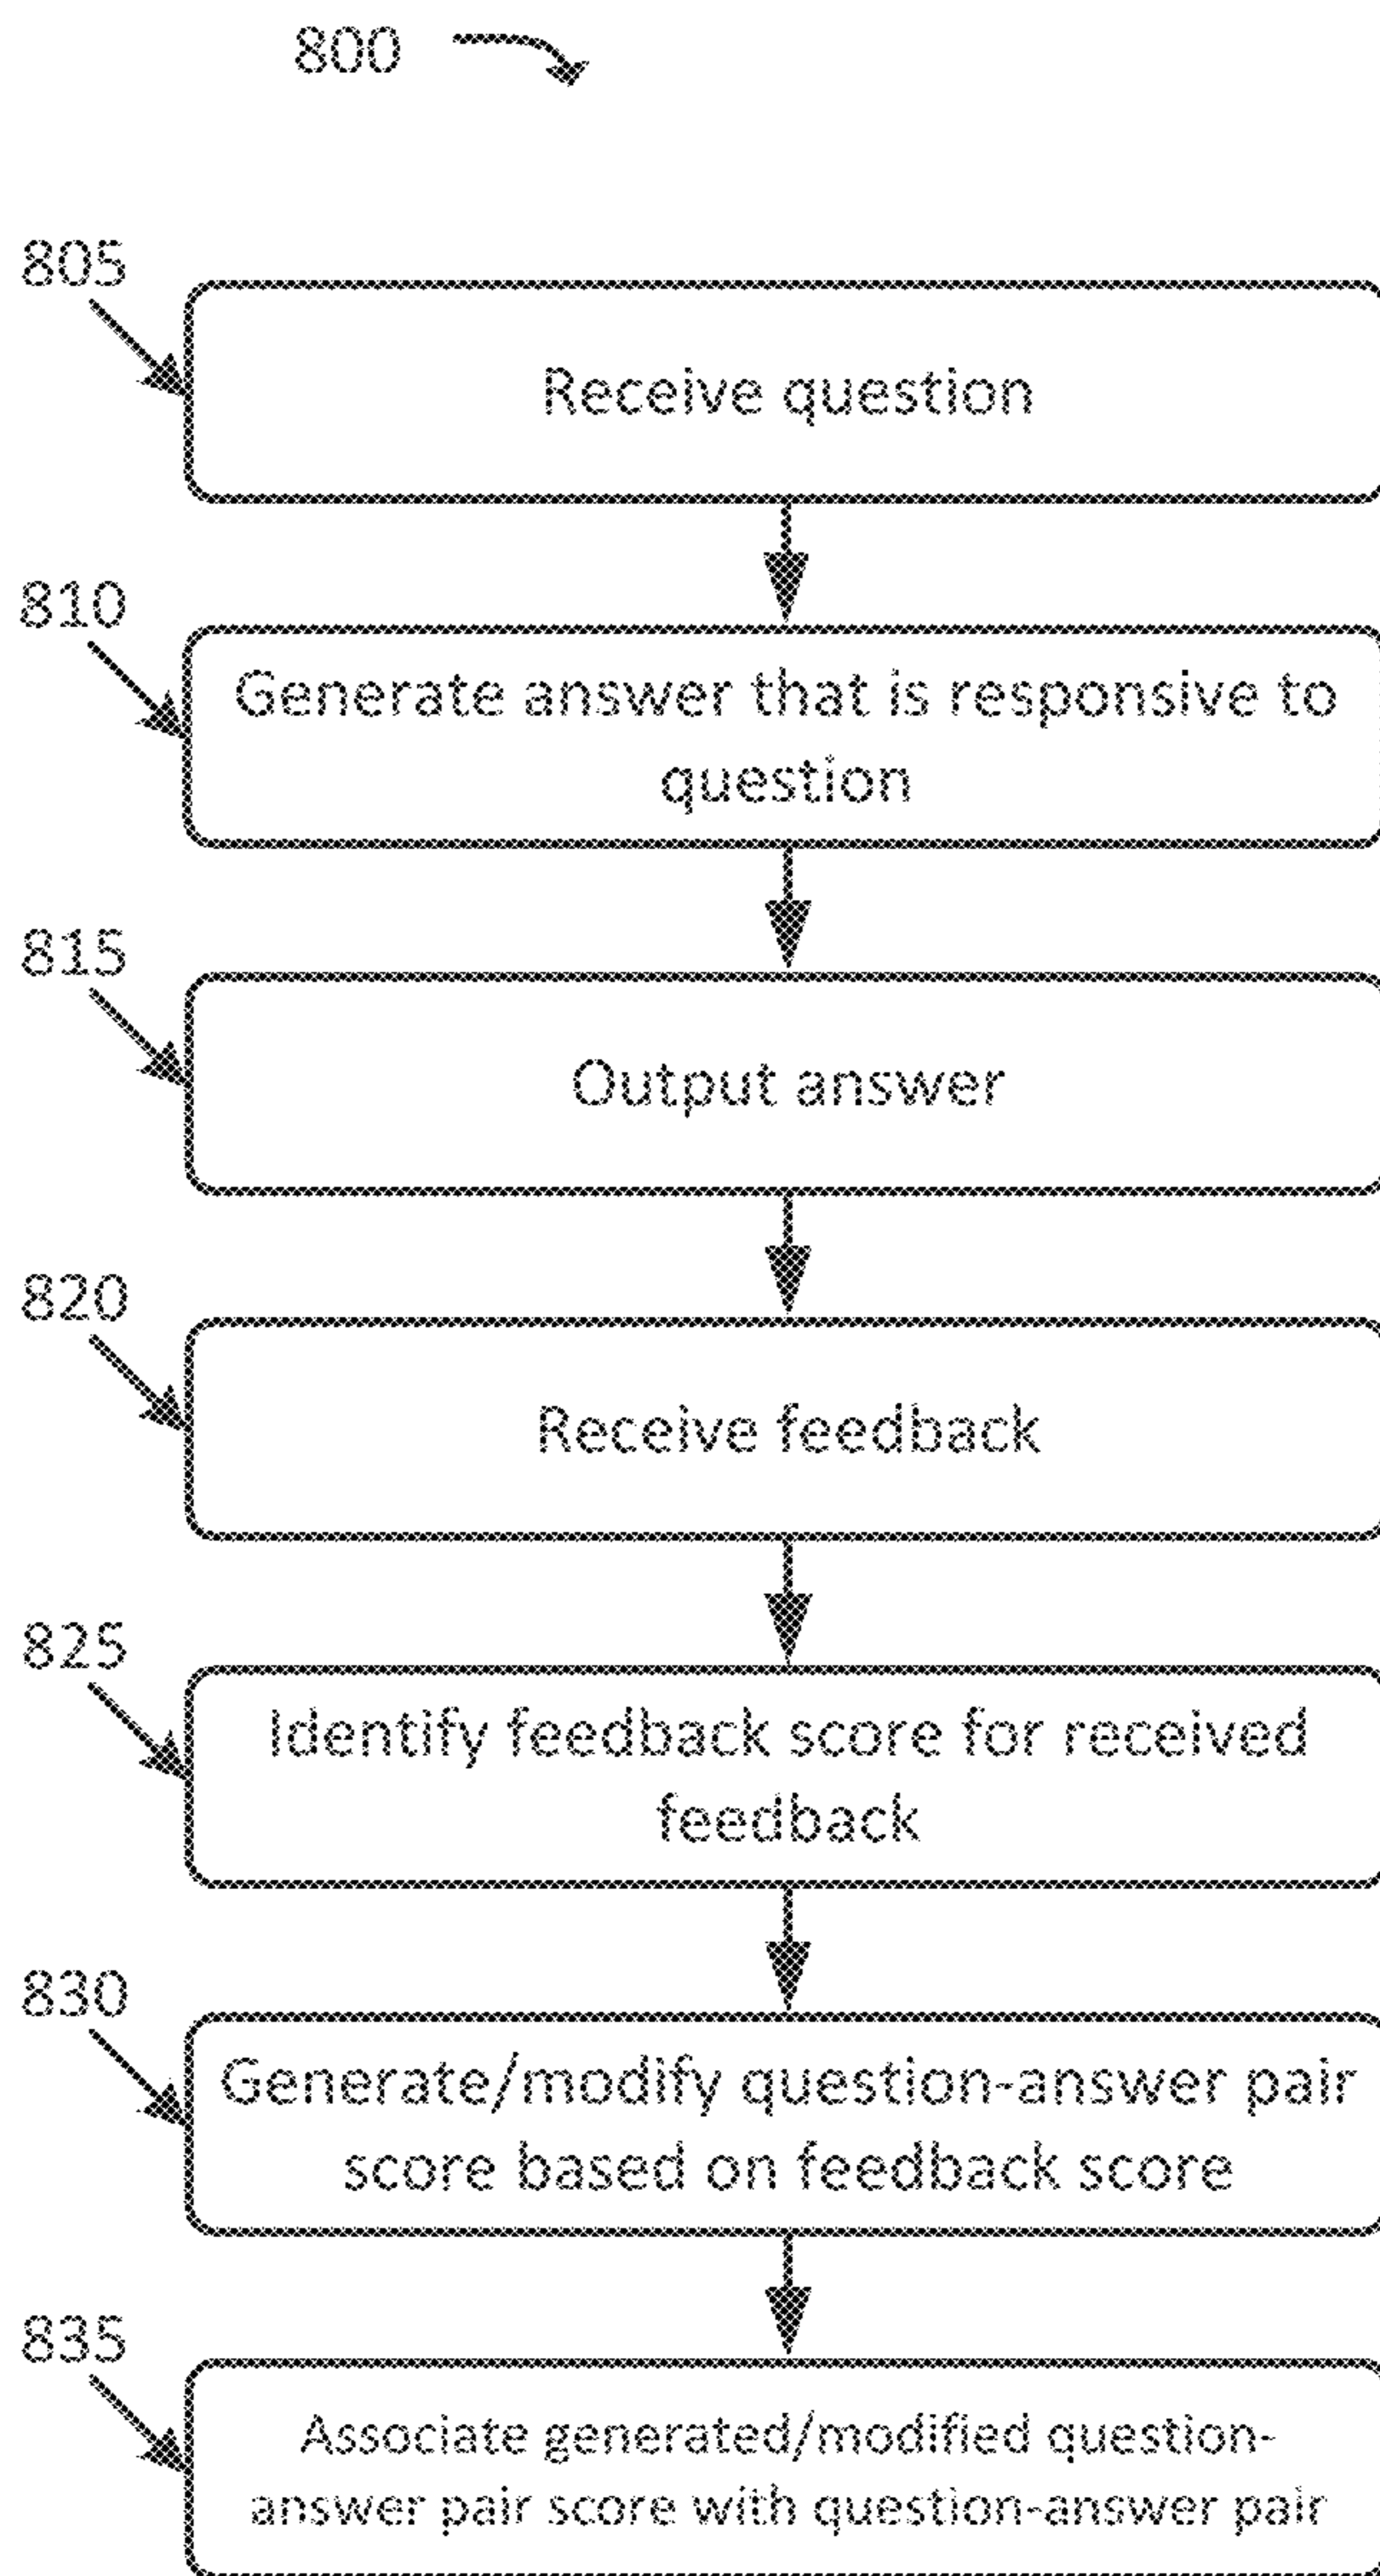 800
805
Receive question
810
Generate answer that is responsive to
question
815
Output answer
820
Receive feedback
825
Identify feedback score for received
feedback
830
Generate/modify question-answer pair
score based on feedback score
835
Associate generated/modified question-
answer pair score with question-answer pair